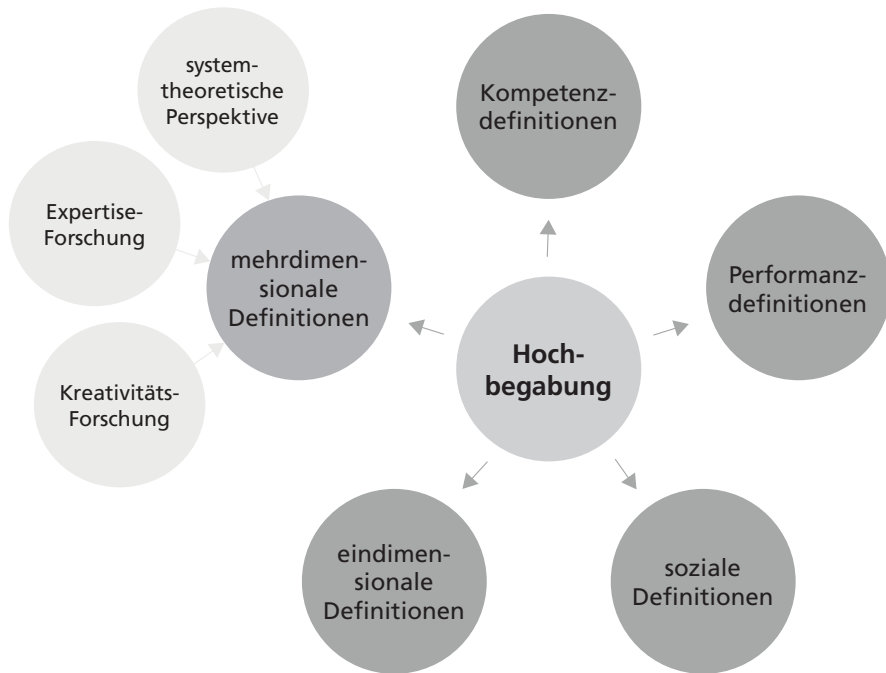 system-
theoretische
Perspektive
Kompetenz-
definitionen
Expertise-
Forschung
mehrdimen-
sionale
Definitionen
Performanz-
definitionen
Hoch-
begabung
Kreativitäts-
Forschung
eindimen-
sionale
Definitionen
soziale
Definitionen